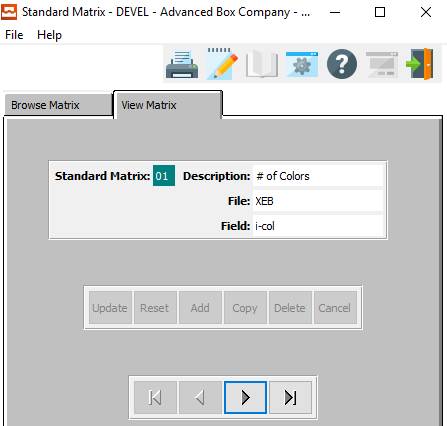 Standard Matrix - DEVEL - Advanced Box Company - ...
File Help
Browse Matrix View Matrix
Standard Matrix: 01 Description: # of Colors
File: XEB
Field: i-col
Update Reset Add Copy Delete Cancel